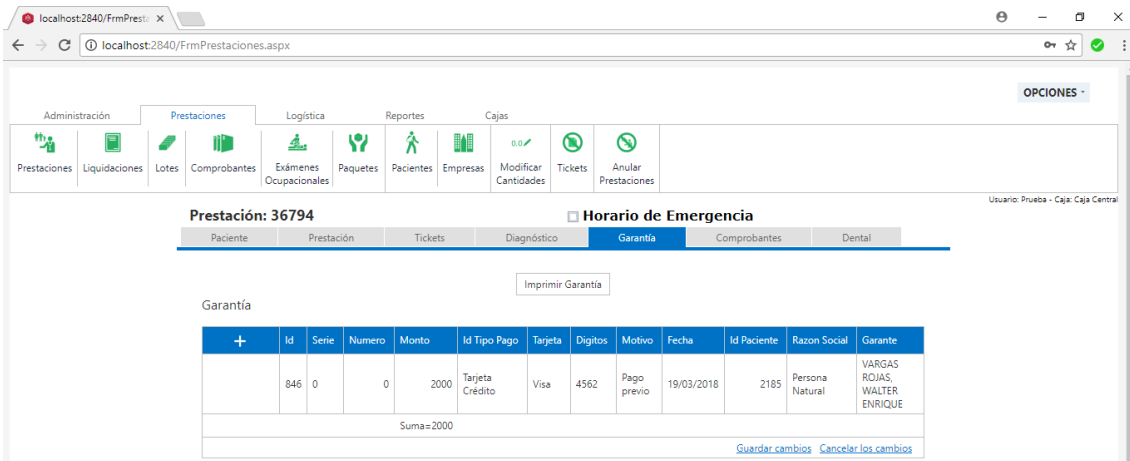 localhost:2840/FrmPresta
localhost:2840/FrmPrestaciones.aspx
OPCIONES
Administración Prestaciones Logística Reportes Cajas
0.0
Prestaciones Liquidaciones Lotes Comprobantes Exámenes Ocupacionales Paquetes Pacientes Empresas Modificar Cantidades Tickets Anular Prestaciones
Usuario: Prueba - Caja: Caja Central
Prestación: 36794 Horario de Emergencia
Paciente Prestación Tickets Diagnóstico Garantía Comprobantes Dental
Imprimir Garantía
Garantía
+ Id Serie Numero Monto Id Tipo Pago Tarjeta Digitos Motivo Fecha Id Paciente Razon Social Garante
846 0 0 2000 Tarjeta Crédito Visa 4562 Pago previo 19/03/2018 2185 Persona Natural VARGAS ROJAS, WALTER ENRIQUE
Suma=2000
Guardar cambios Cancelar los cambios